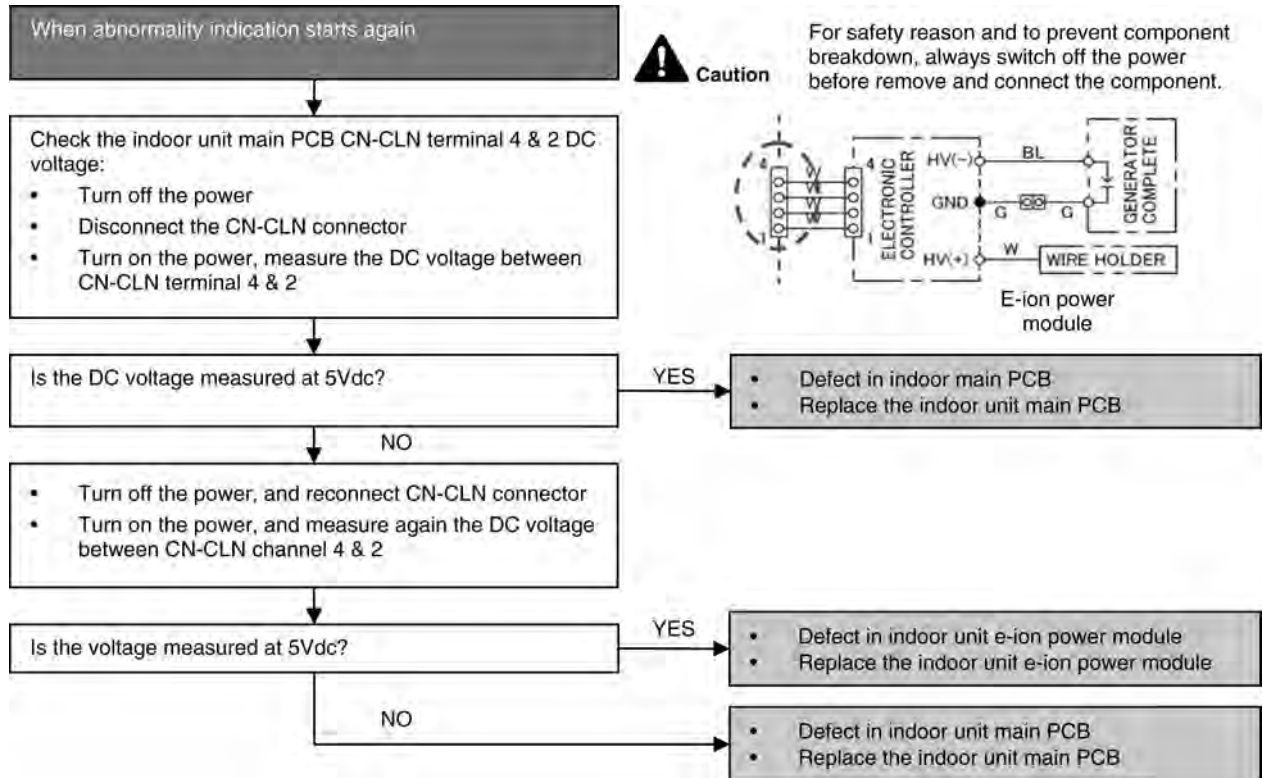 When abnormality indication starts again
Caution
For safety reason and to prevent component
breakdown, always switch off the power
before remove and connect the component.
Check the indoor unit main PCB CN-CLN terminal 4 & 2 DC
voltage:
• Turn off the power
• Disconnect the CN-CLN connector
• Turn on the power, measure the DC voltage between
CN-CLN terminal 4 & 2
4
1
W
W
W
W
4
1
ELECTRONIC
CONTROLLER
HV(−)
BL
GND
G
G
HV(+)
W
WIRE HOLDER
GENERATOR
COMPLETE
E-ion power
module
Is the DC voltage measured at 5Vdc?
YES
• Defect in indoor main PCB
• Replace the indoor unit main PCB
NO
• Turn off the power, and reconnect CN-CLN connector
• Turn on the power, and measure again the DC voltage
between CN-CLN channel 4 & 2
Is the voltage measured at 5Vdc?
YES
• Defect in indoor unit e-ion power module
• Replace the indoor unit e-ion power module
NO
• Defect in indoor unit main PCB
• Replace the indoor unit main PCB